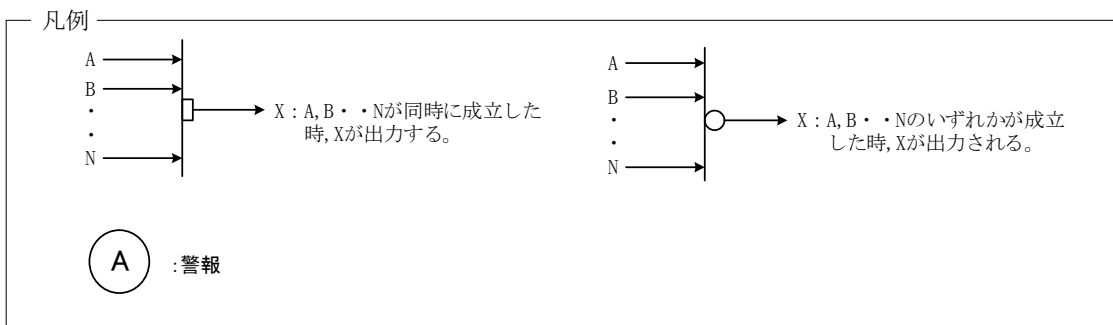 凡例
A
B
・
・
N
X：A,B・・Nが同時に成立した
時,Xが出力する。
A
B
・
・
N
X：A,B・・Nのいずれかが成立
した時,Xが出力される。
A
:警報